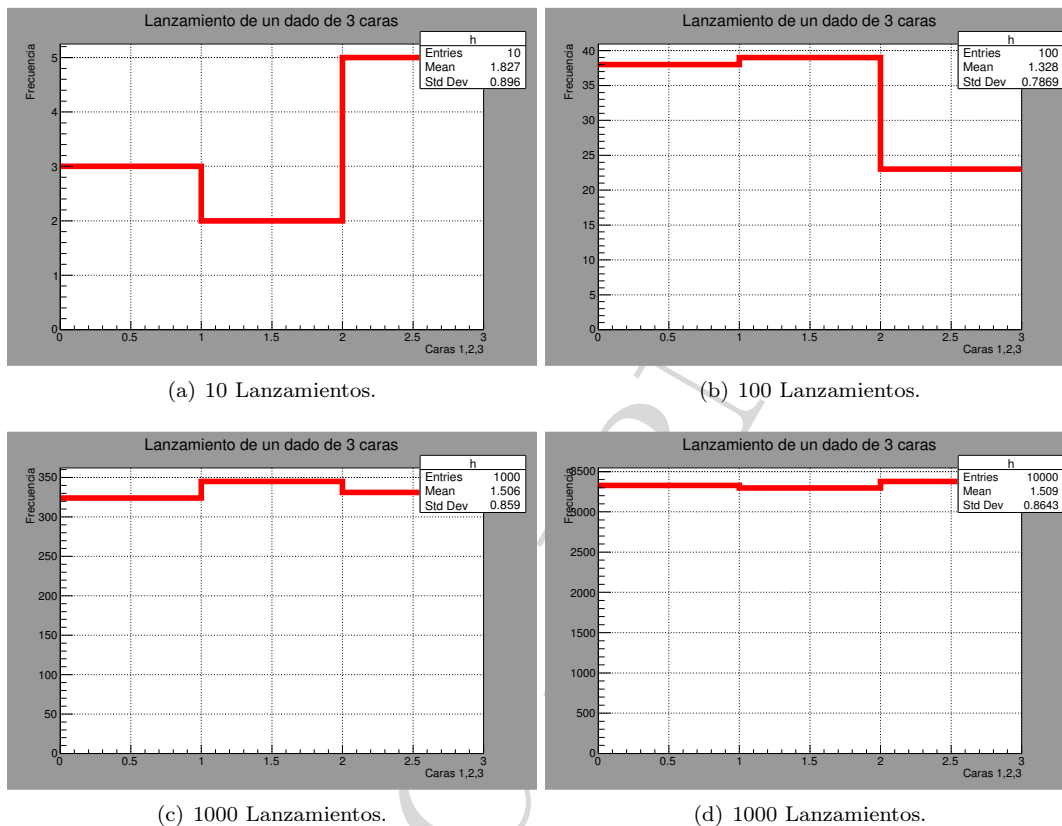 Lanzamiento de un dado de 3 caras
h
Entries 10
Mean 1.827
Std Dev 0.896
Frecuencia
5
4
3
2
1
0
0 0.5 1 1.5 2 2.5 3
Caras 1,2,3
(a) 10 Lanzamientos.
Lanzamiento de un dado de 3 caras
h
Entries 100
Mean 1.328
Std Dev 0.7869
Frecuencia
40
35
30
25
20
15
10
5
0
0 0.5 1 1.5 2 2.5 3
Caras 1,2,3
(b) 100 Lanzamientos.
Lanzamiento de un dado de 3 caras
h
Entries 1000
Mean 1.506
Std Dev 0.859
Frecuencia
350
300
250
200
150
100
50
0
0 0.5 1 1.5 2 2.5 3
Caras 1,2,3
(c) 1000 Lanzamientos.
Lanzamiento de un dado de 3 caras
h
Entries 10000
Mean 1.509
Std Dev 0.8643
Frecuencia
3500
3000
2500
2000
1500
1000
500
0
0 0.5 1 1.5 2 2.5 3
Caras 1,2,3
(d) 1000 Lanzamientos.